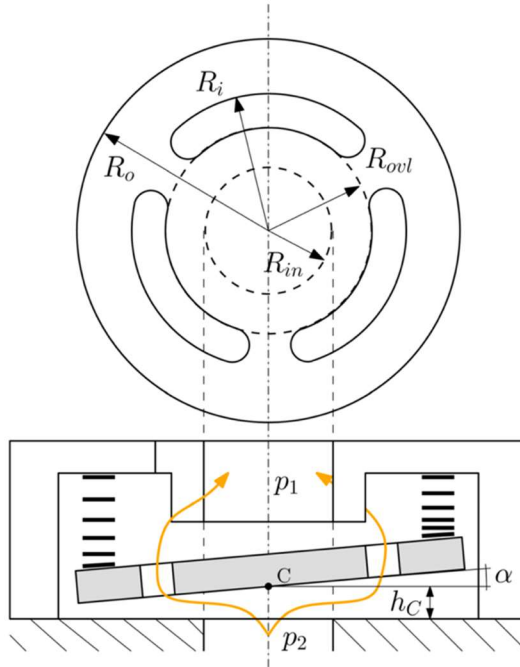 R_i
R_o
R_ovl
R_in
p_1
C
α
h_C
p_2